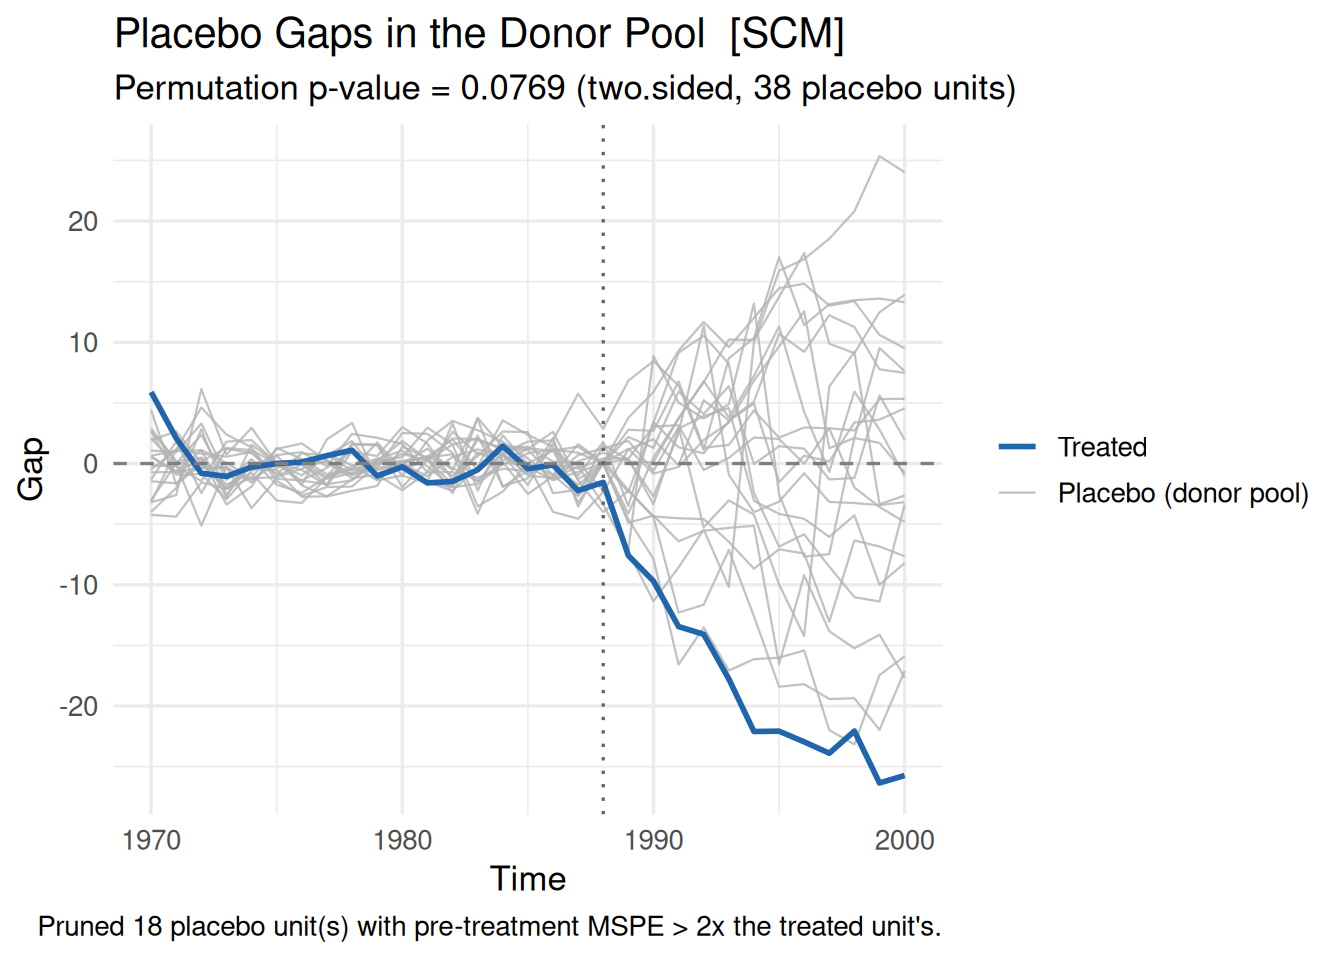 Placebo Gaps in the Donor Pool  [SCM]
Permutation p-value = 0.0769 (two.sided, 38 placebo units)
20
10
0
-10
-20
Gap
1970
1980
1990
2000
Time
Treated
Placebo (donor pool)
Pruned 18 placebo unit(s) with pre-treatment MSPE > 2x the treated unit's.